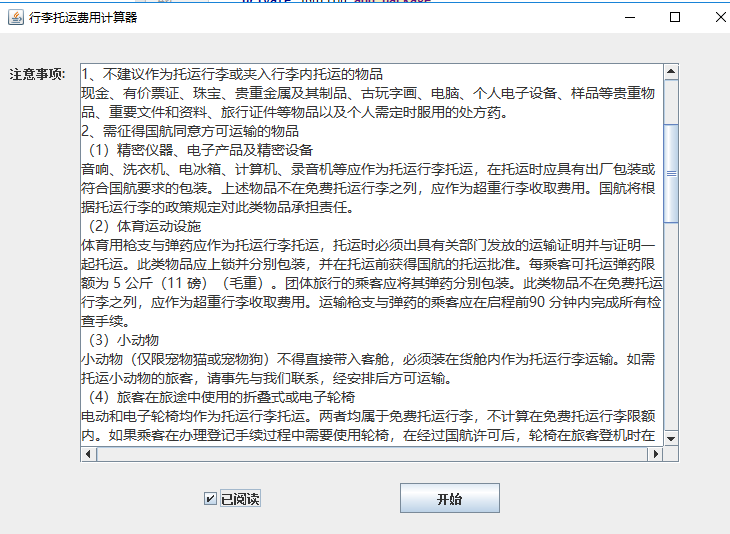 行李托运费用计算器
注意事项:
1、不建议作为托运行李或夹入行李内托运的物品
现金、有价票证、珠宝、贵重金属及其制品、古玩字画、电脑、个人电子设备、样品等贵重物
品、重要文件和资料、旅行证件等物品以及个人需定时服用的处方药。
2、需征得国航同意方可运输的物品
（1）精密仪器、电子产品及精密设备
音响、洗衣机、电冰箱、计算机、录音机等应作为托运行李托运，在托运时应具有出厂包装或
符合国航要求的包装。上述物品不在免费托运行李之列，应作为超重行李收取费用。国航将根
据托运行李的政策规定对此类物品承担责任。
（2）体育运动设施
体育用枪支与弹药应作为托运行李托运，托运时必须出具有关部门发放的运输证明并与证明一
起托运。此类物品应上锁并分别包装，并在托运前获得国航的托运批准。每乘客可托运弹药限
额为 5 公斤（11 磅）（毛重）。团体旅行的乘客应将其弹药分别包装。此类物品不在免费托运
行李之列，应作为超重行李收取费用。运输枪支与弹药的乘客应在启程前90 分钟内完成所有检
查手续。
（3）小动物
小动物（仅限宠物猫或宠物狗）不得直接带入客舱，必须装在货舱内作为托运行李运输。如需
托运小动物的旅客，请事先与我们联系，经安排后方可运输。
（4）旅客在旅途中使用的折叠式或电子轮椅
电动和电子轮椅均作为托运行李托运。两者均属于免费托运行李，不计算在免费托运行李限额
内。如果乘客在办理登记手续过程中需要使用轮椅，在经过国航许可后，轮椅在旅客登机时在
已阅读
开始